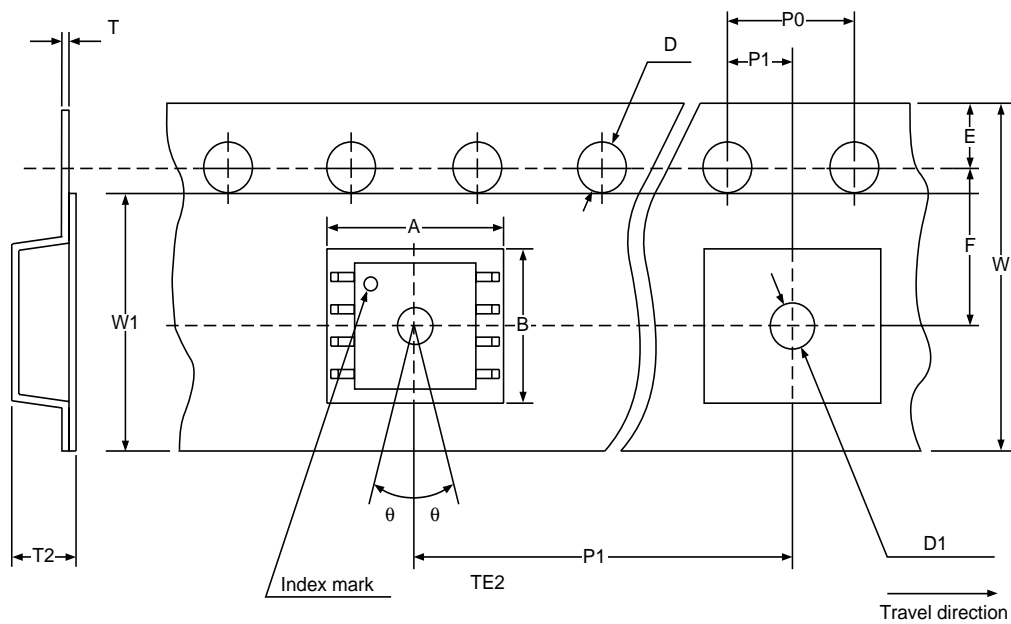 P0
T
D
P1
E
A
F
W
W1
B
θ θ
T2
P1
D1
Index mark
TE2
Travel direction